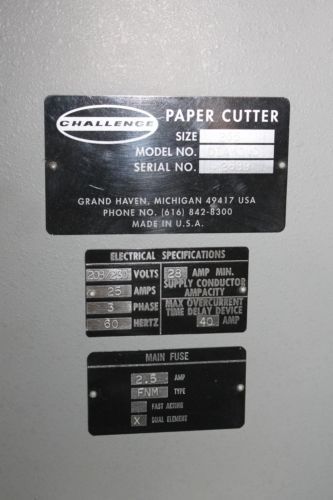 CHALLENGE
PAPER CUTTER
SIZE
MODEL NO.
SERIAL NO.
GRAND HAVEN, MICHIGAN 49417 USA
PHONE NO. (616) 842-8300
MADE IN U.S.A.
ELECTRICAL SPECIFICATIONS
208/230 VOLTS 28 AMP MIN.
SUPPLY CONDUCTOR
25 AMPS AMPACITY
3 PHASE MAX OVERCURRENT
TIME DELAY DEVICE
60 HERTZ 40 AMP
MAIN FUSE
2.5 AMP
FNM TYPE
FAST ACTING
X DUAL ELEMENT